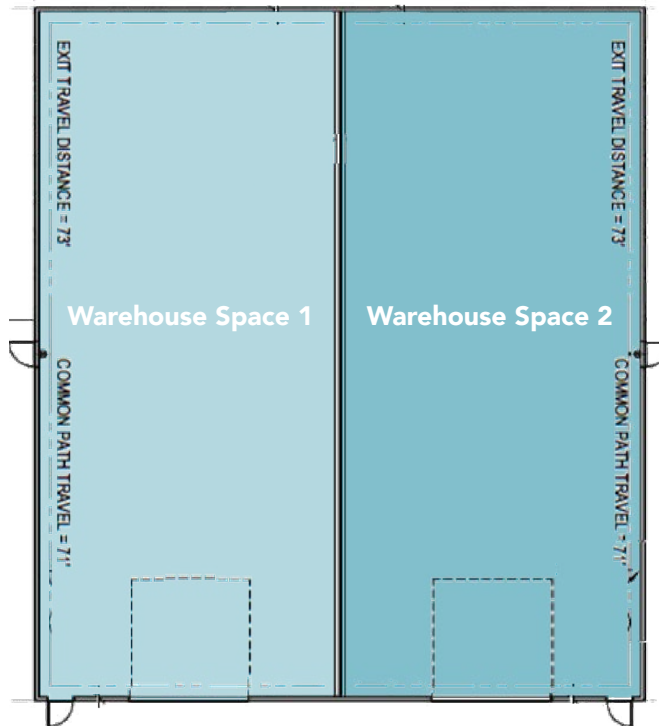 EXIT TRAVEL DISTANCE = 73'
EXIT TRAVEL DISTANCE = 73'
Warehouse Space 1
Warehouse Space 2
COMMON PATH TRAVEL = 71'
COMMON PATH TRAVEL = 71'